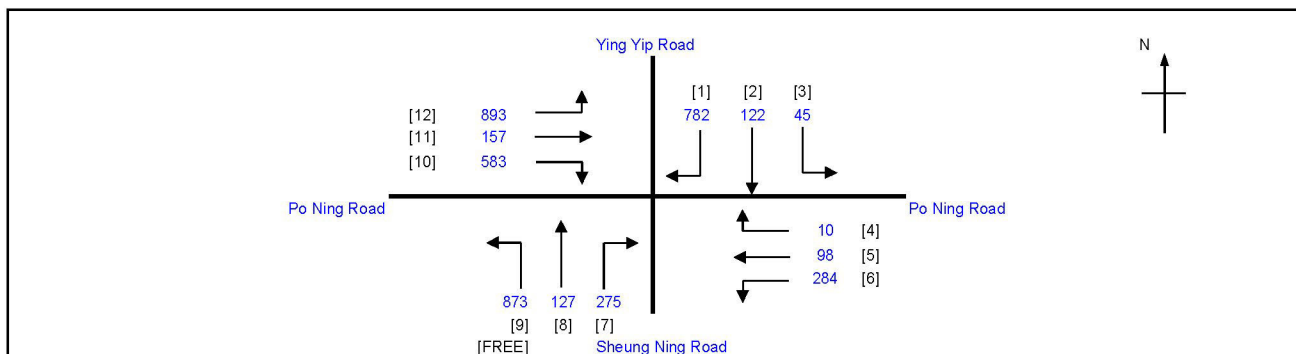 Ying Yip Road
N
[1] [2] [3]
782 122 45
[12] 893
[11] 157
[10] 583
Po Ning Road
Po Ning Road
10 [4]
98 [5]
284 [6]
873 127 275
[9] [8] [7]
[FREE]
Sheung Ning Road